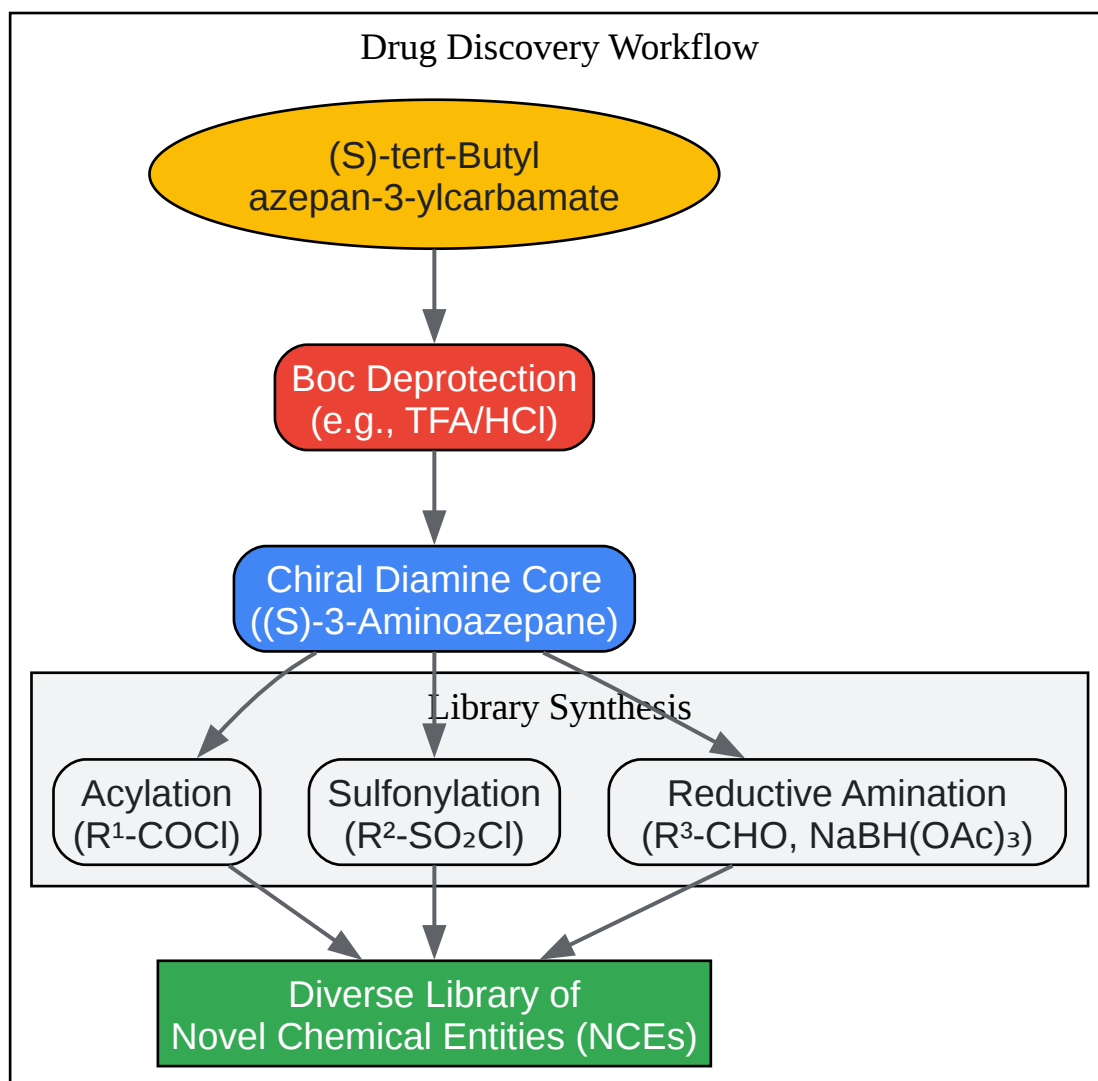 Drug Discovery Workflow
(S)-tert-Butyl
azepan-3-ylcarbamate
Boc Deprotection
(e.g., TFA/HCl)
Chiral Diamine Core
((S)-3-Aminoazepane)
Library Synthesis
Acylation
(R¹-COCl)
Sulfonylation
(R²-SO₂Cl)
Reductive Amination
(R³-CHO, NaBH(OAc)₃)
Diverse Library of
Novel Chemical Entities (NCEs)